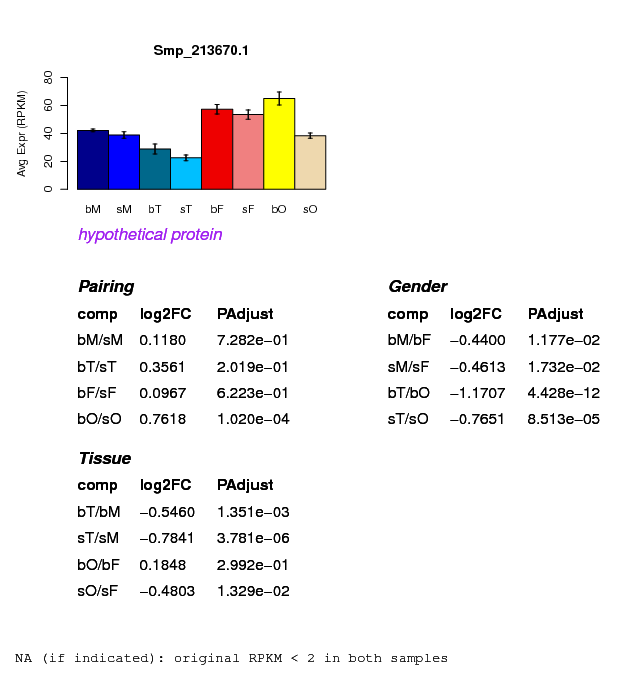 Smp_213670.1
Avg Expr (RPKM)
80
60
40
20
0
bM sM bT sT bF sF bO sO
hypothetical protein
Pairing
comp log2FC PAdjust
bM/sM 0.1180 7.282e−01
bT/sT 0.3561 2.019e−01
bF/sF 0.0967 6.223e−01
bO/sO 0.7618 1.020e−04
Gender
comp log2FC PAdjust
bM/bF −0.4400 1.177e−02
sM/sF −0.4613 1.732e−02
bT/bO −1.1707 4.428e−12
sT/sO −0.7651 8.513e−05
Tissue
comp log2FC PAdjust
bT/bM −0.5460 1.351e−03
sT/sM −0.7841 3.781e−06
bO/bF 0.1848 2.992e−01
sO/sF −0.4803 1.329e−02
NA (if indicated): original RPKM < 2 in both samples